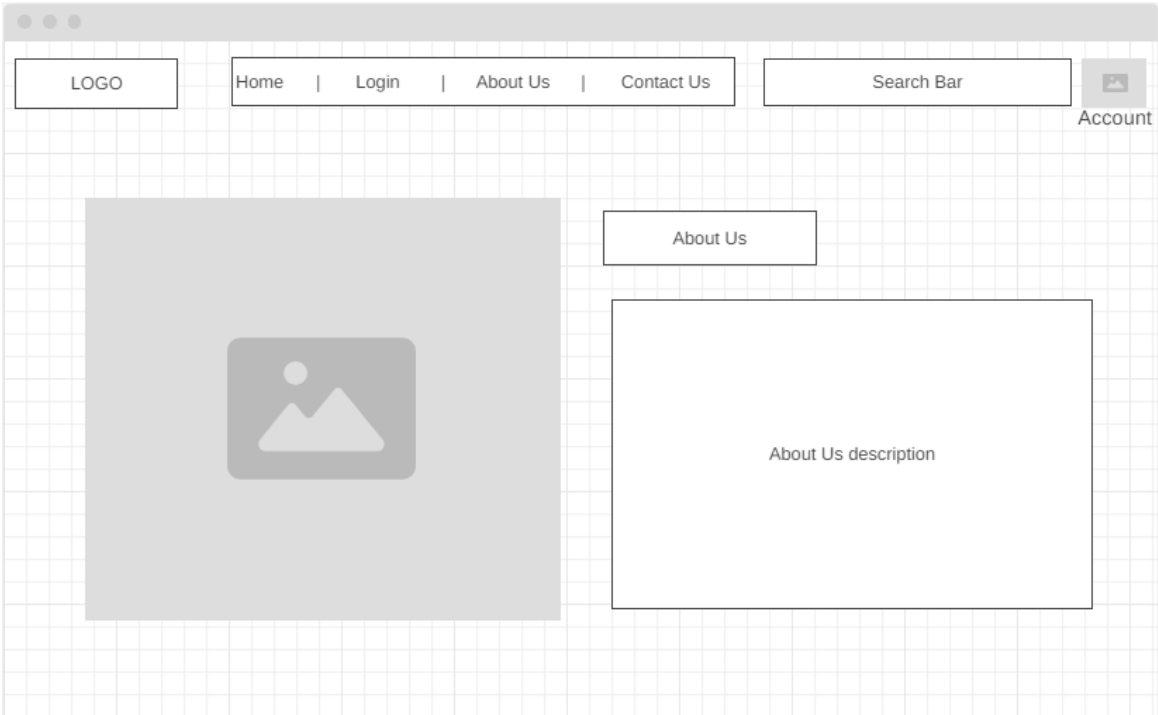 LOGO
Home | Login | About Us | Contact Us
Search Bar
Account
About Us
About Us description